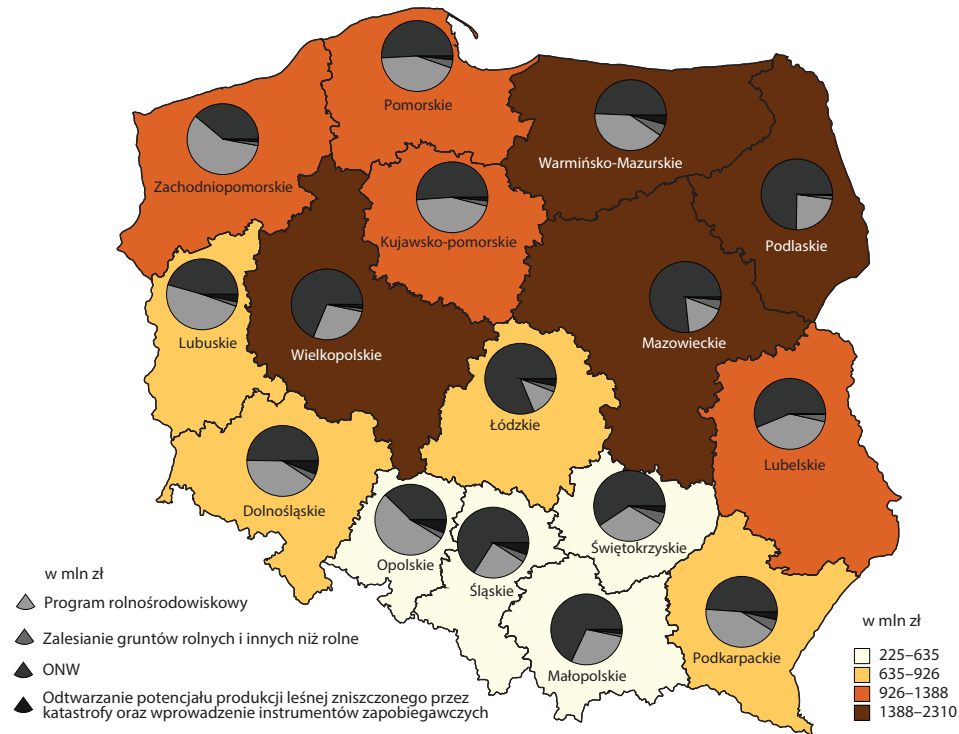 Pomorskie
Warmińsko-Mazurskie
Zachodniopomorskie
Kujawsko-pomorskie
Podlaskie
Lubuskie
Wielkopolskie
Mazowieckie
Łódzkie
Lubelskie
Dolnośląskie
Opolskie
Śląskie
Świętokrzyskie
Małopolskie
Podkarpackie
w mln zł
Program rolnośrodowiskowy
Zalesianie gruntów rolnych i innych niż rolne
ONW
Odtwarzanie potencjału produkcji leśnej zniszczonego przez
katastrofy oraz wprowadzenie instrumentów zapobiegawczych
w mln zł
225–635
635–926
926–1388
1388–2310